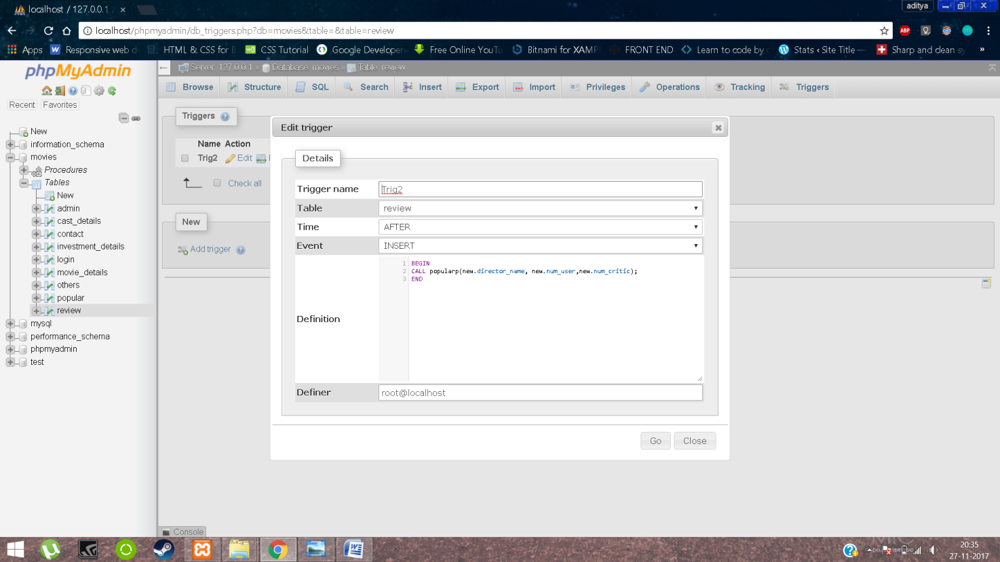 localhost / 127.0.0.1
aditya
localhost/phpmyadmin/db_triggers.php?db=movies&table=&table=review
ABP
Apps
Responsive web d
HTML & CSS for B
CSS Tutorial
Google Developer
Free Online YouTu
Bitnami for XAMP
FRONT END
Learn to code by
Stats ‹ Site Title —
Sharp and clean sy
»
phpMyAdmin
Recent
Favorites
New
information_schema
movies
Procedures
Tables
New
admin
cast_details
contact
investment_details
login
movie_details
others
popular
review
mysql
performance_schema
phpmyadmin
test
Server: 127.0.0.1 » Database: movies » Table: review
Browse
Structure
SQL
Search
Insert
Export
Import
Privileges
Operations
Tracking
Triggers
Triggers
Name Action
Trig2 Edit
Check all
New
Add trigger
Edit trigger
Details
Trigger name Trig2
Table review
Time AFTER
Event INSERT
Definition
1 BEGIN
2 CALL popularp(new.director_name, new.num_user,new.num_critic);
3 END
Definer root@localhost
Go
Close
Console
20:35
27-11-2017